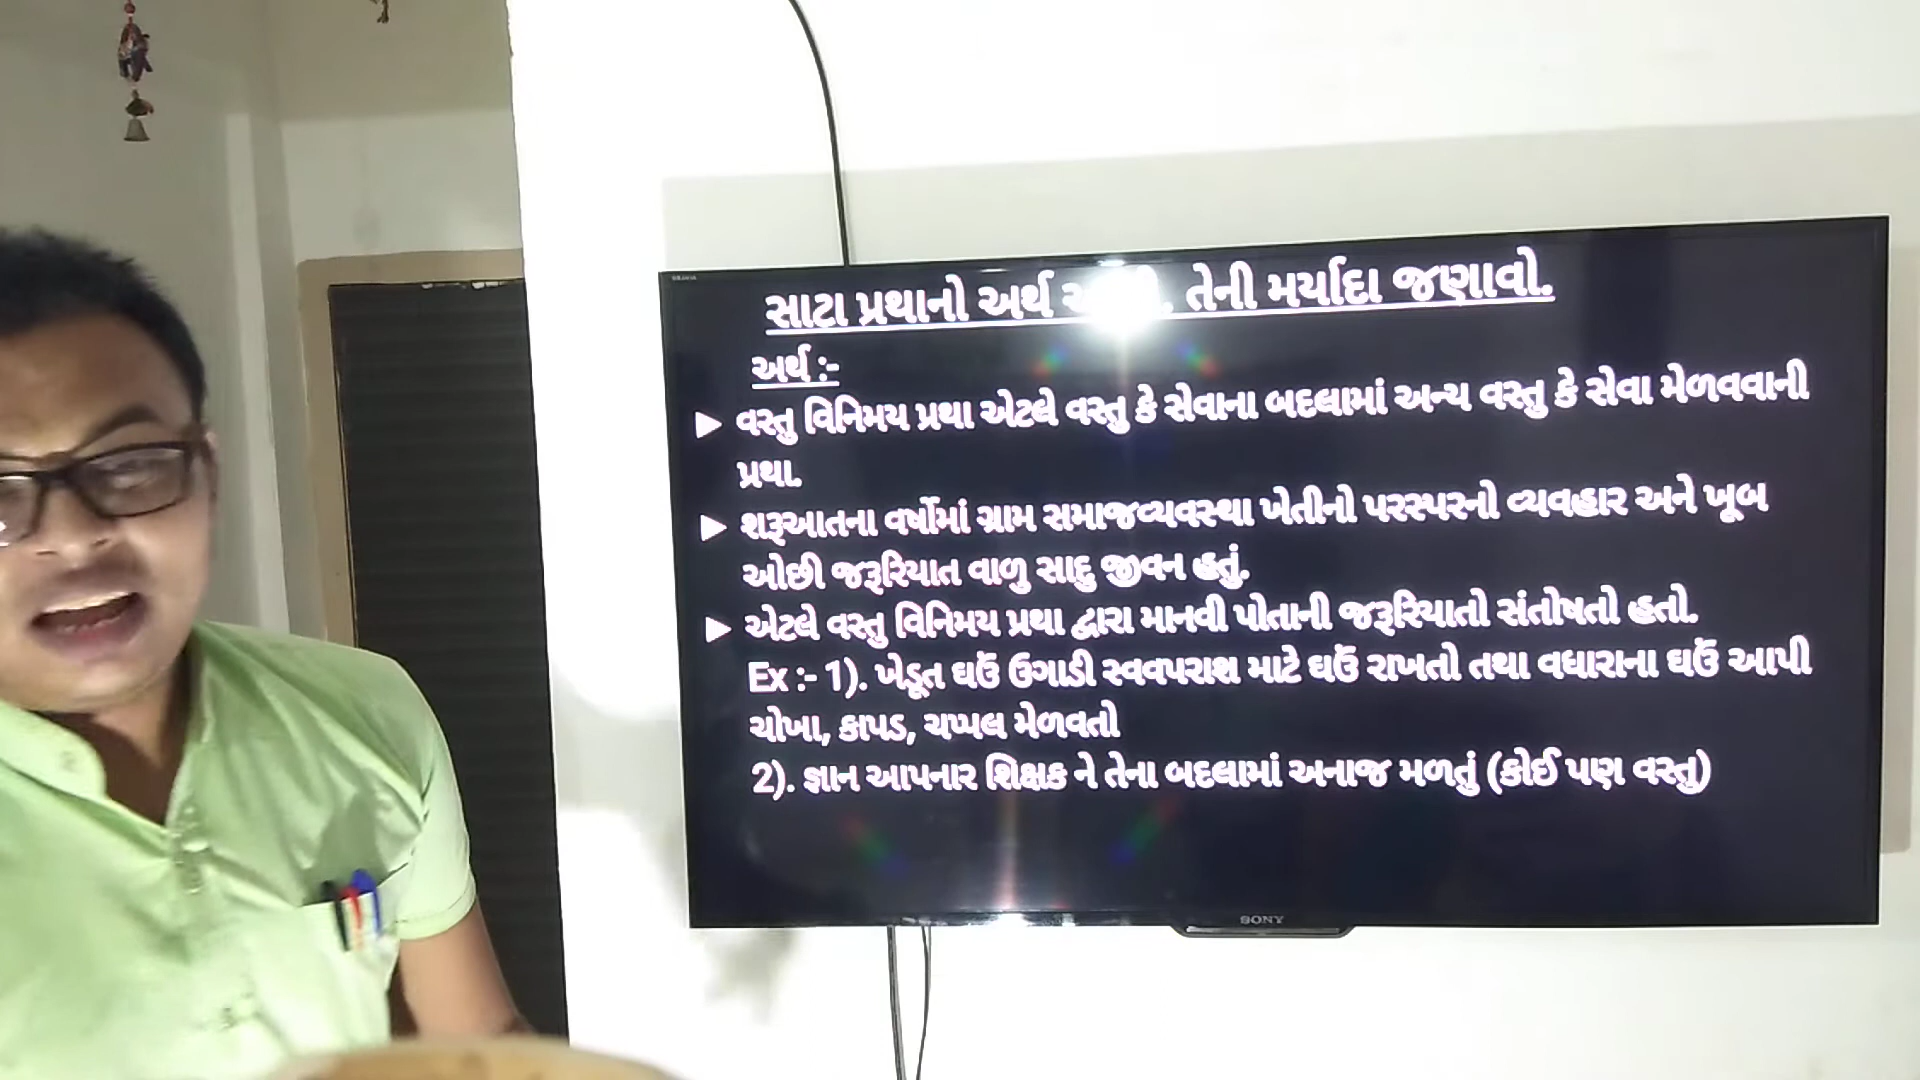 સાટા પ્રથાનો અર્થ તેની મર્યાદા જણાવો.
અર્થ :-
વસ્તુ વિનિમય પ્રથા એટલે વસ્તુ કે સેવાના બદલામાં અન્ય વસ્તુ કે સેવા મેળવવાની
પ્રથા.
શરૂઆતના વર્ષોમાં ગ્રામ સમાજવ્યવસ્થા ખેતીનો પરસ્પરનો વ્યવહાર અને ખૂબ
ઓછી જરૂરિયાત વાળુ સાદુ જીવન હતું.
એટલે વસ્તુ વિનિમય પ્રથા દ્વારા માનવી પોતાની જરૂરિયાતો સંતોષતો હતો.
Ex :- 1). ખેડૂત ઘઉં ઉગાડી સ્વવપરાશ માટે ઘઉં રાખતો તથા વધારાના ઘઉં આપી
ચોખા, કાપડ, ચપ્પલ મેળવતો
2). જ્ઞાન આપનાર શિક્ષક ને તેના બદલામાં અનાજ મળતું (કોઈ પણ વસ્તુ)
SONY